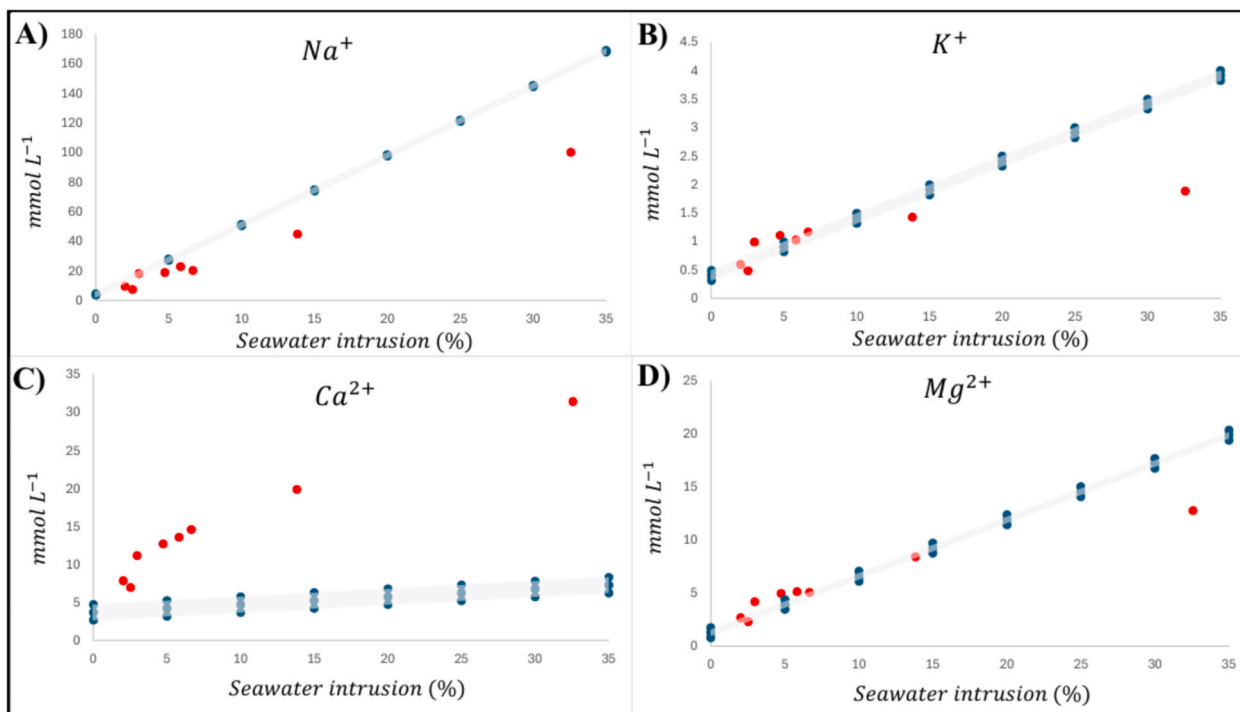 A)
Na⁺
180
160
140
120
100
80
60
40
20
0
mmol L⁻¹
0 5 10 15 20 25 30 35
Seawater intrusion (%)
B)
K⁺
4.5
4
3.5
3
2.5
2
1.5
1
0.5
0
mmol L⁻¹
0 5 10 15 20 25 30 35
Seawater intrusion (%)
C)
Ca²⁺
35
30
25
20
15
10
5
0
mmol L⁻¹
0 5 10 15 20 25 30 35
Seawater intrusion (%)
D)
Mg²⁺
25
20
15
10
5
0
mmol L⁻¹
0 5 10 15 20 25 30 35
Seawater intrusion (%)